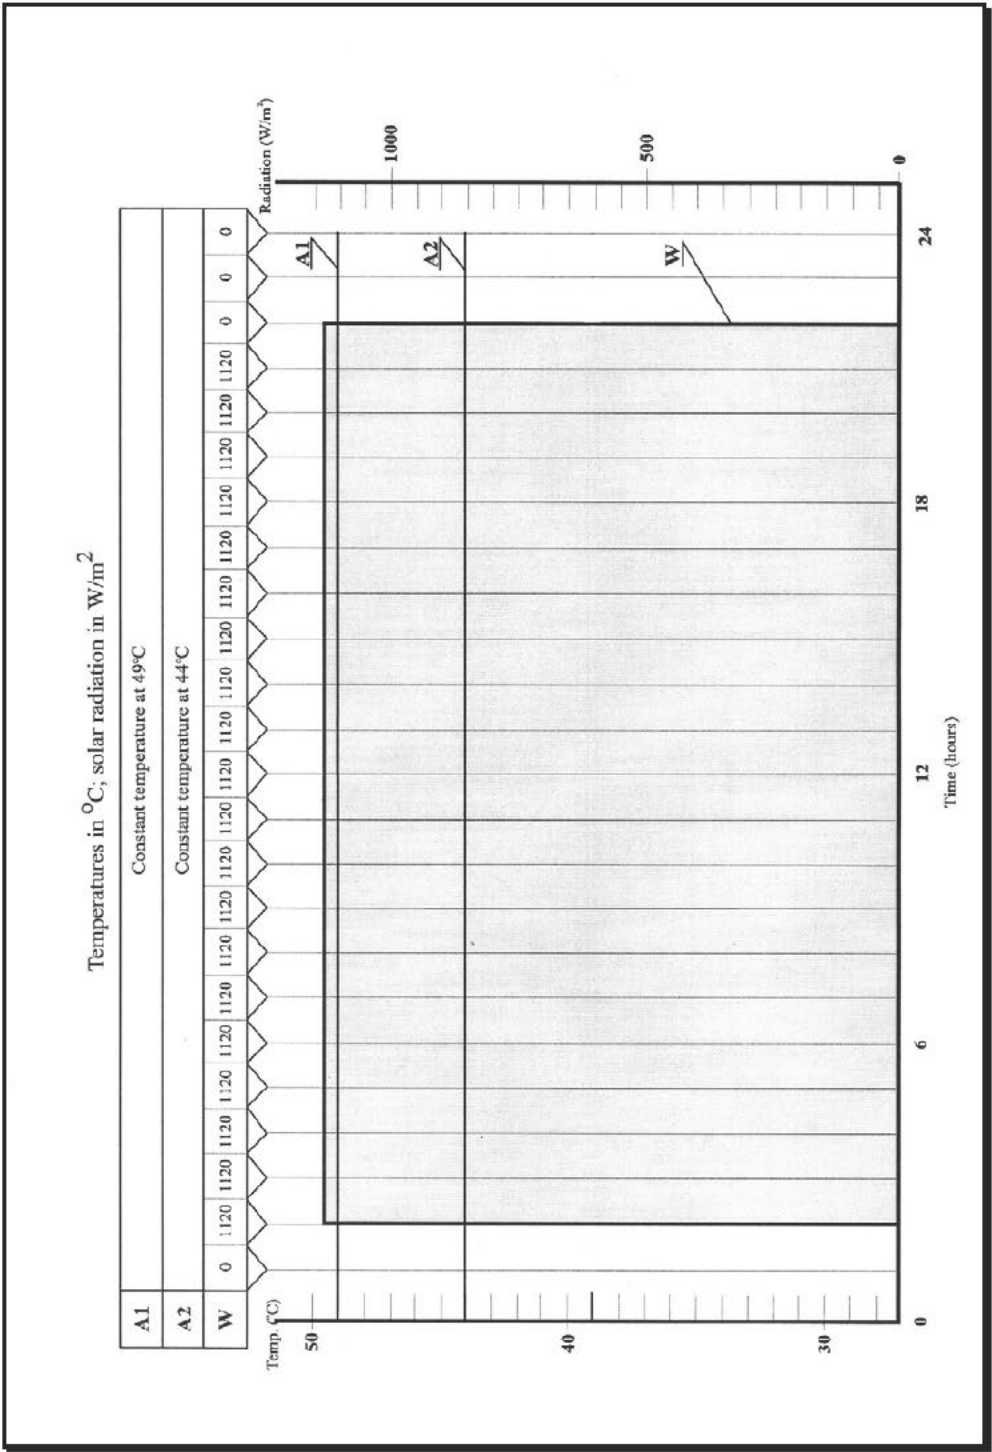 Temperatures in °C; solar radiation in W/m²
A1 Constant temperature at 49°C
A2 Constant temperature at 44°C
W 0 1120 1120 1120 1120 1120 1120 1120 1120 1120 1120 1120 1120 1120 1120 1120 1120 1120 1120 1120 1120 0 0 0
Temp. (°C) Radiation (W/m²)
50 A1
1000
A2
40
500
W
30
0
0 6 12 18 24
Time (hours)